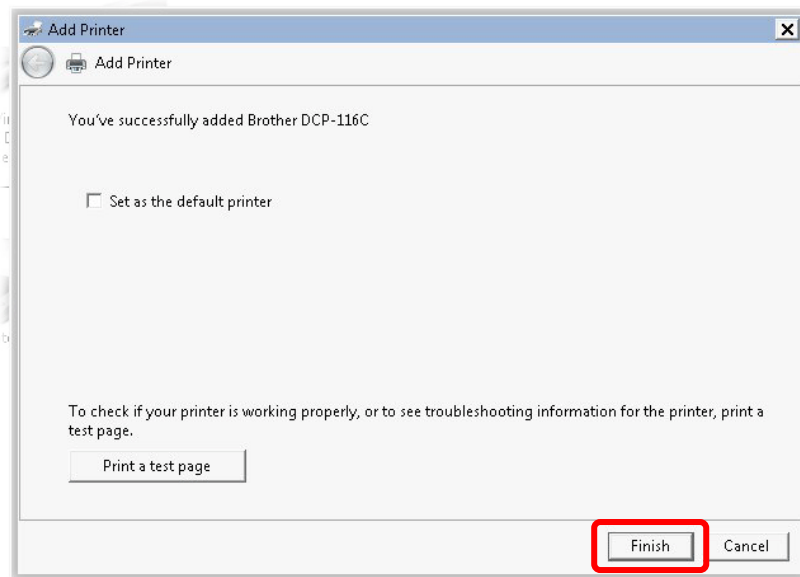 Add Printer
Add Printer
You've successfully added Brother DCP-116C
Set as the default printer
To check if your printer is working properly, or to see troubleshooting information for the printer, print a
test page.
Print a test page
Finish Cancel